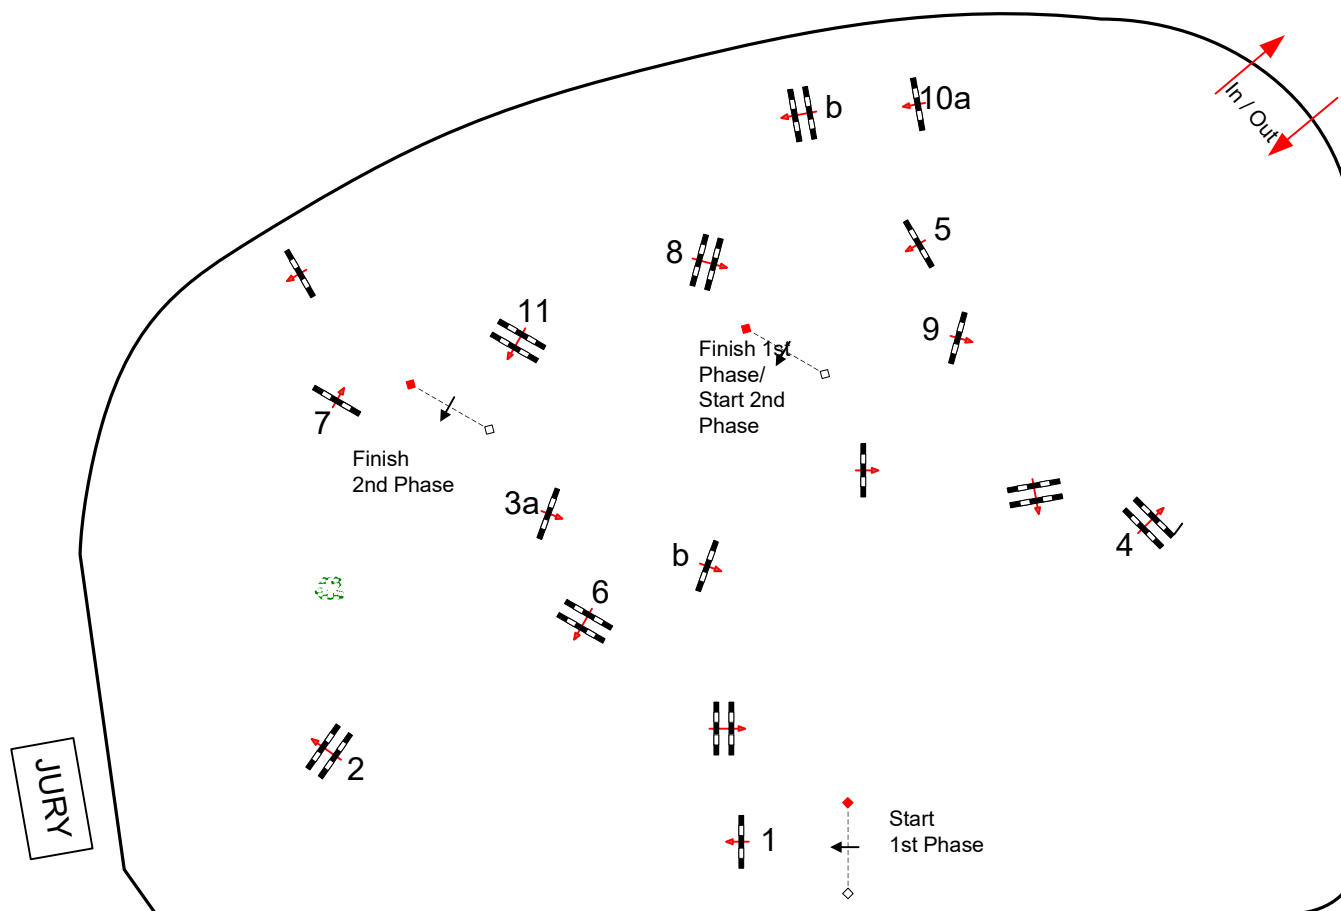 b
10a
In / Out
5
8
11
9
Finish 1st
Phase/
Start 2nd
Phase
7
Finish
2nd Phase
3a
b
4
6
2
JURY
Start
1st Phase
1